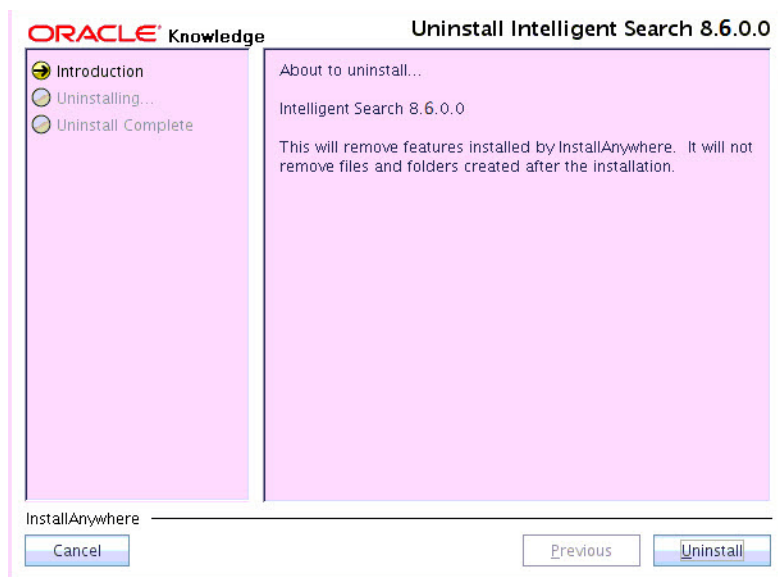 ORACLE Knowledge
Uninstall Intelligent Search 8.6.0.0
Introduction
Uninstalling...
Uninstall Complete
About to uninstall...
Intelligent Search 8.6.0.0
This will remove features installed by InstallAnywhere. It will not
remove files and folders created after the installation.
InstallAnywhere
Cancel
Previous
Uninstall